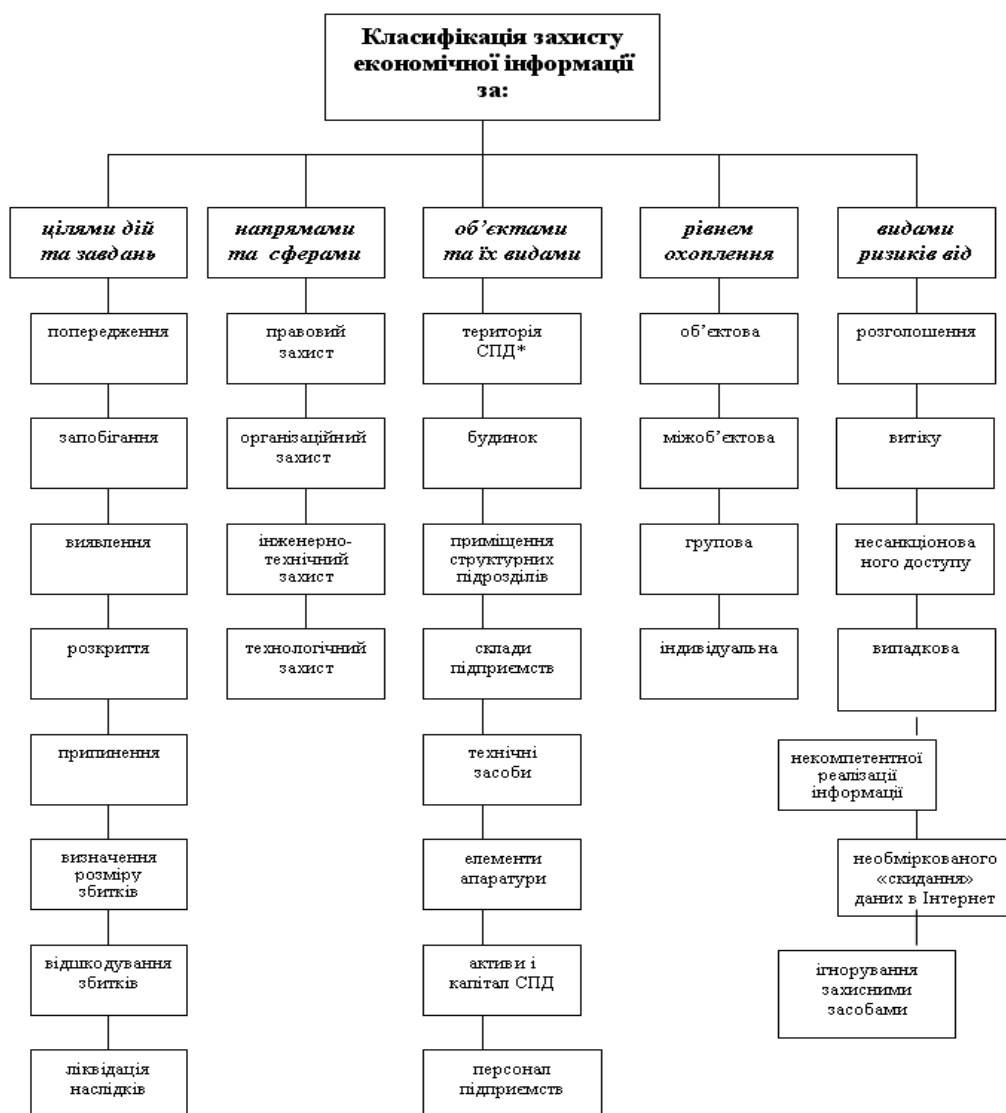 Класифікація захисту
економічної інформації
за:
цілями дій
та завдань
попередження
запобігання
виявлення
розкриття
припинення
визначення
розміру
збитків
відшкодування
збитків
ліквідація
наслідків
напрямами
та сферами
правовий
захист
організаційний
захист
інженерно-
технічний
захист
технологічний
захист
об’єктами
та їх видами
територія
СПД*
будинок
приміщення
структурних
підрозділів
склади
підприємств
технічні
засоби
елементи
апаратури
активи і
капітал СПД
персонал
підприємств
рівнем
охоплення
об’єктова
міжоб’єктова
групова
індивідуальна
видами
ризиків від
розголошення
витіку
несанкціонова
ного доступу
випадкова
некомпетентної
реалізації
інформації
необміркованого
«скидання»
даних в Інтернет
ігнорування
захисними
засобами